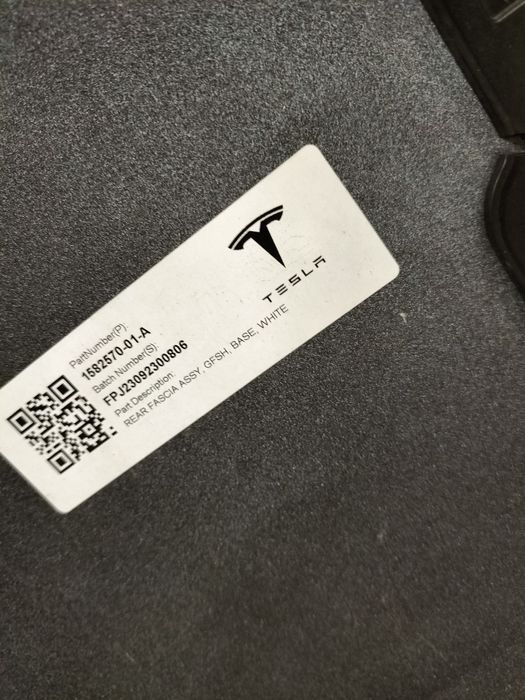 TESLA
PartNumber(P):
1582570-01-A
Batch Number(S):
FPJ23092300806
Part Description:
REAR FASCIA ASSY, GFSH, BASE, WHITE